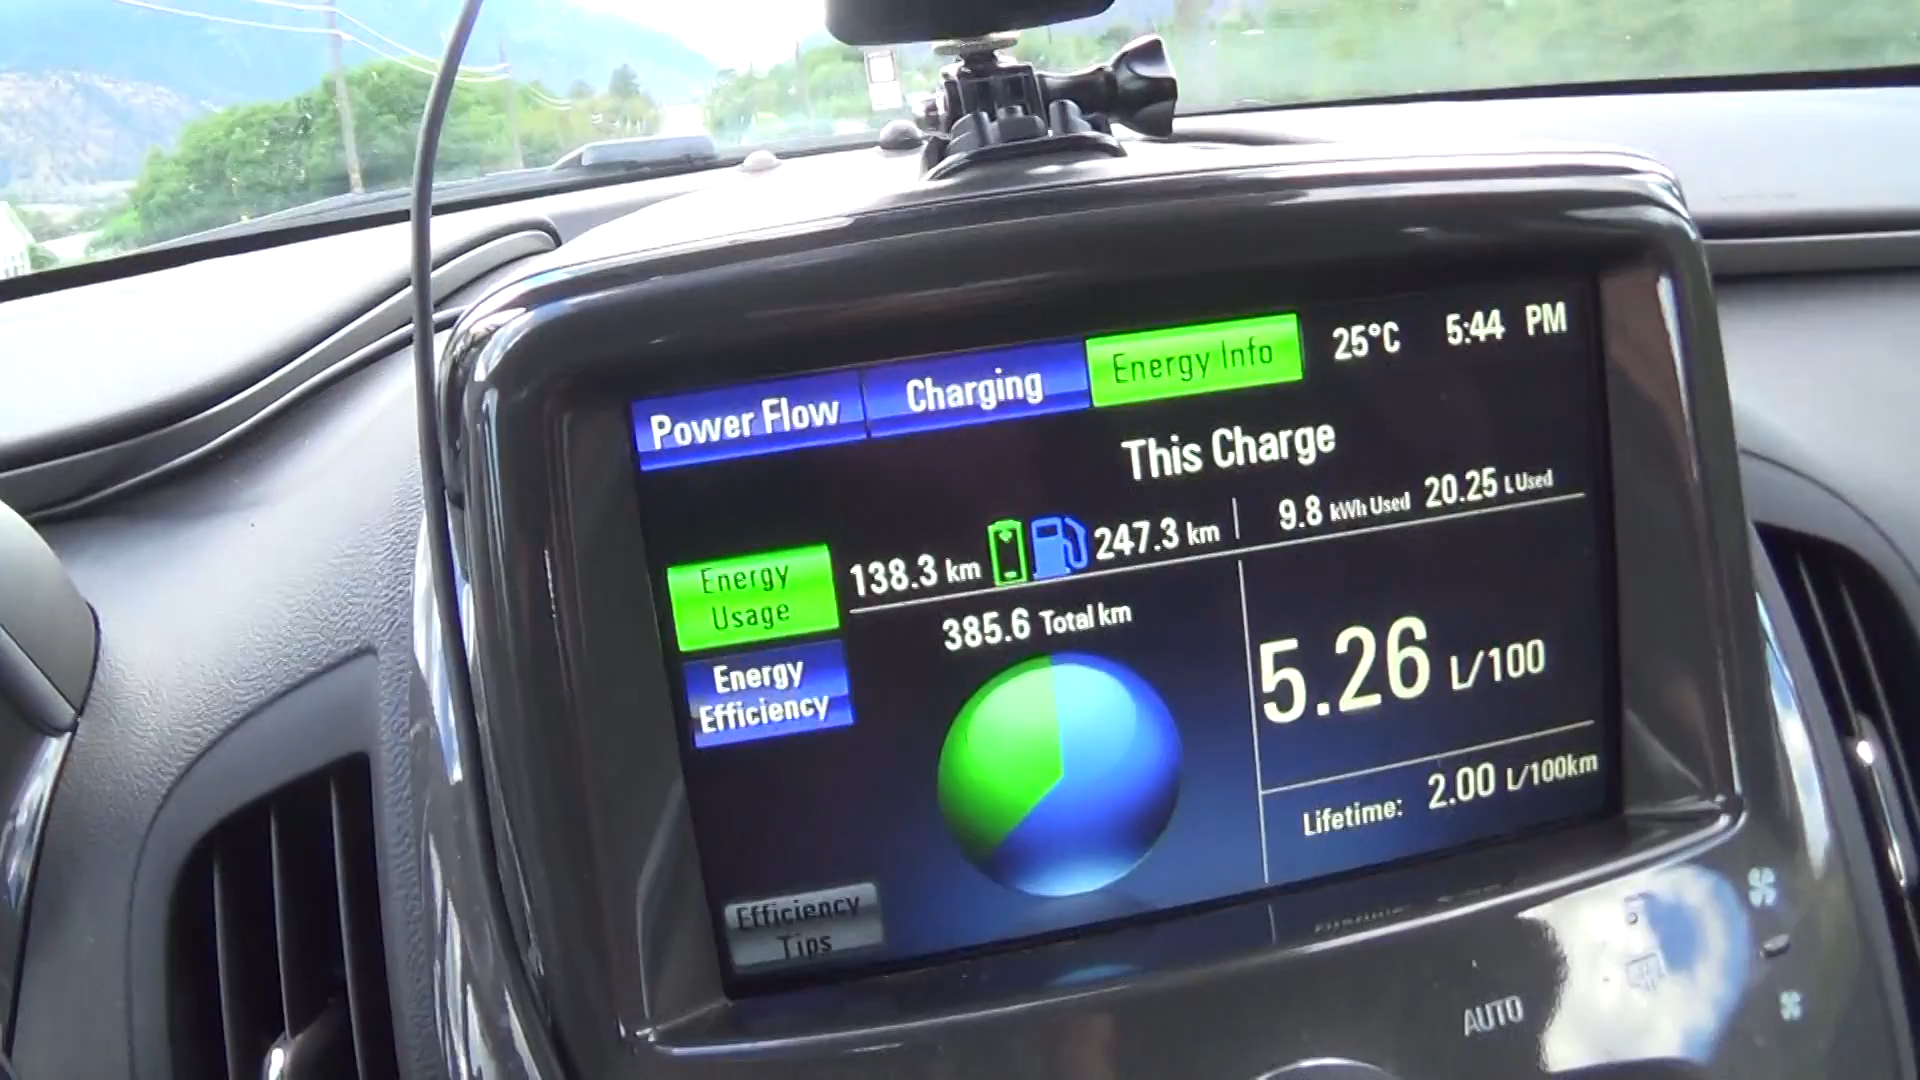 Power Flow Charging Energy Info 25°C 5:44 PM
This Charge
138.3 km 247.3 km 9.8 kWh Used 20.25 L Used
385.6 Total km
Energy
Usage
Energy
Efficiency
5.26 L/100
Lifetime: 2.00 L/100km
Efficiency
Tips
AUTO